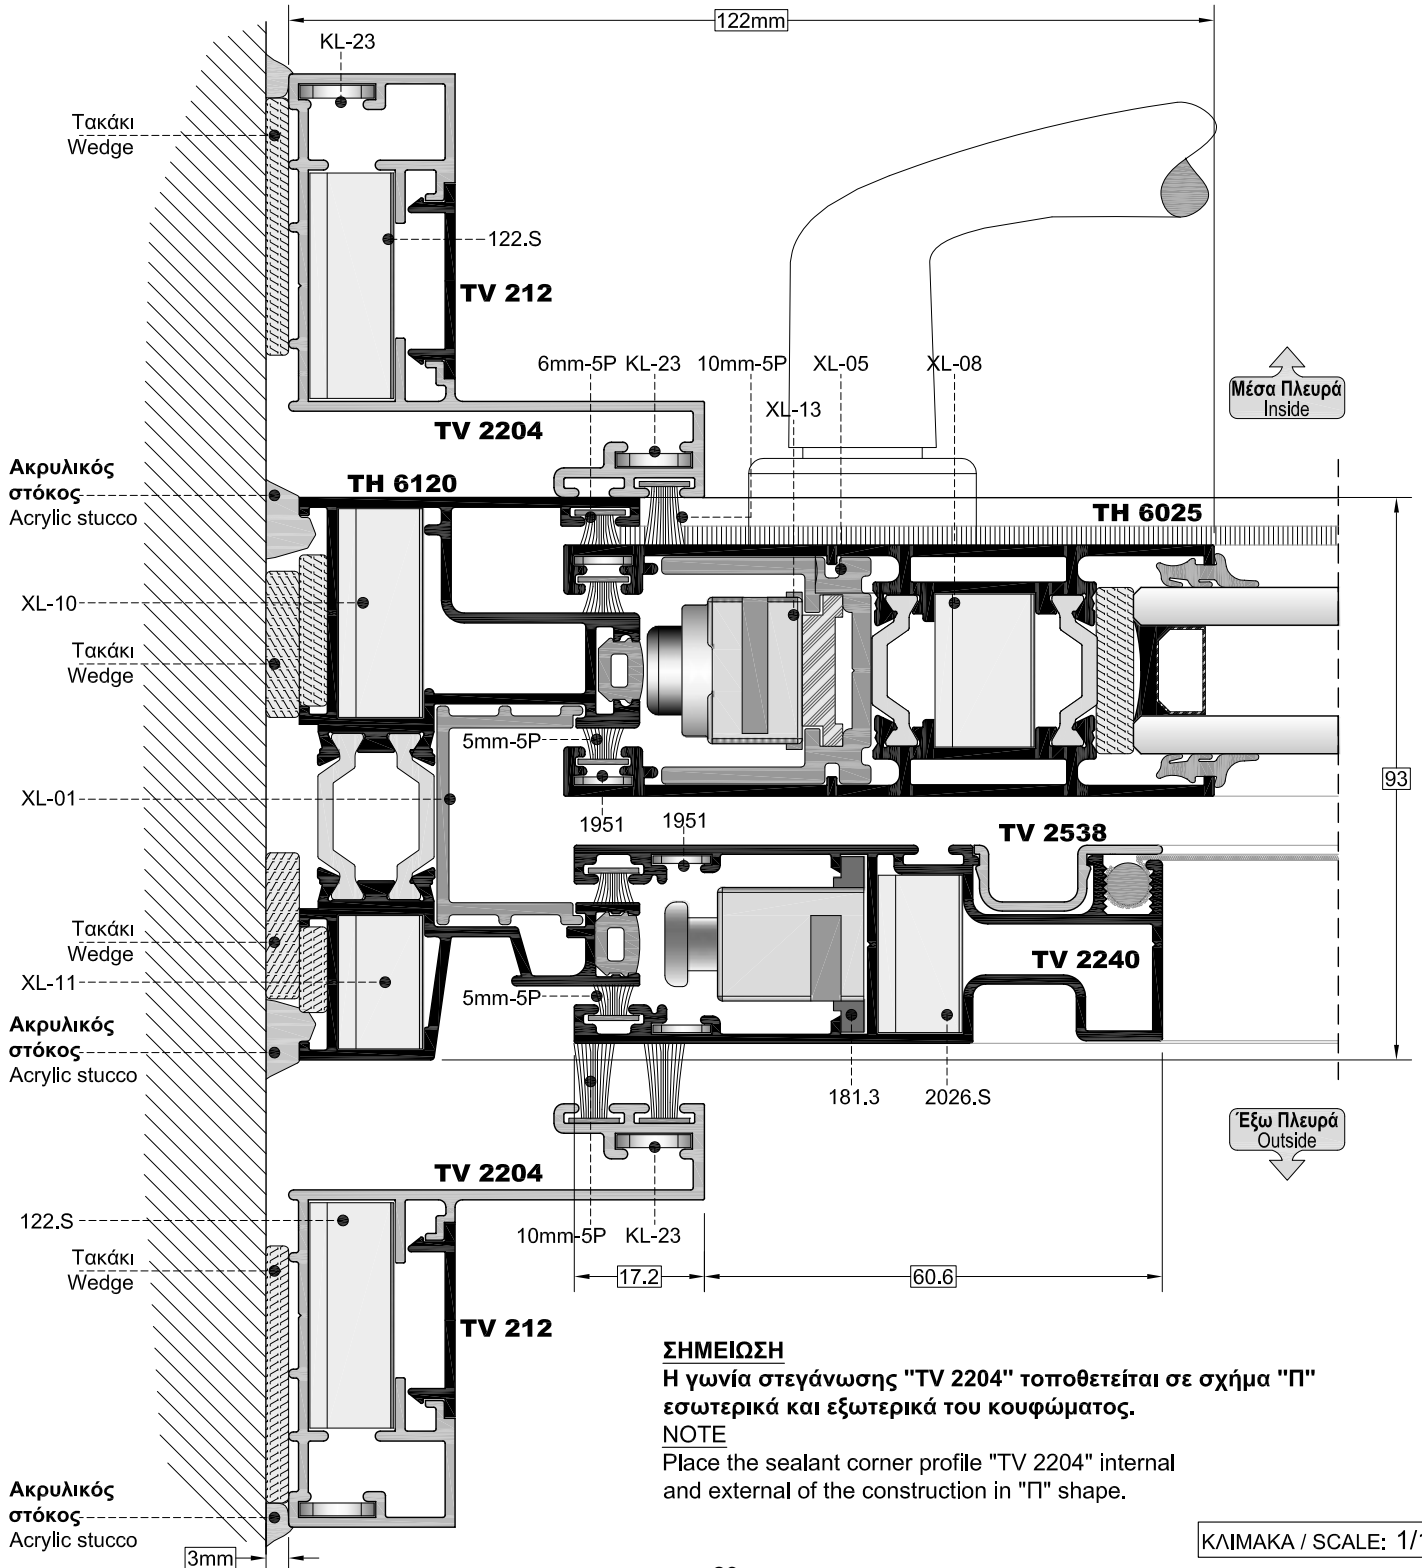 122mm
KL-23
Τακάκι
Wedge
122.S
TV 212
6mm-5P
KL-23
10mm-5P
XL-05
XL-08
XL-13
Μέσα Πλευρά
Inside
TV 2204
Ακρυλικός
στόκος
Acrylic stucco
TH 6120
TH 6025
XL-10
Τακάκι
Wedge
5mm-5P
XL-01
93
1951
1951
TV 2538
Τακάκι
Wedge
TV 2240
XL-11
5mm-5P
Ακρυλικός
στόκος
Acrylic stucco
181.3
2026.S
Έξω Πλευρά
Outside
TV 2204
122.S
10mm-5P
KL-23
Τακάκι
Wedge
17.2
60.6
TV 212
ΣΗΜΕΙΩΣΗ
Η γωνία στεγάνωσης "TV 2204" τοποθετείται σε σχήμα "Π"
εσωτερικά και εξωτερικά του κουφώματος.
NOTE
Place the sealant corner profile "TV 2204" internal
and external of the construction in "Π" shape.
Ακρυλικός
στόκος
Acrylic stucco
3mm
ΚΛΙΜΑΚΑ / SCALE: 1/